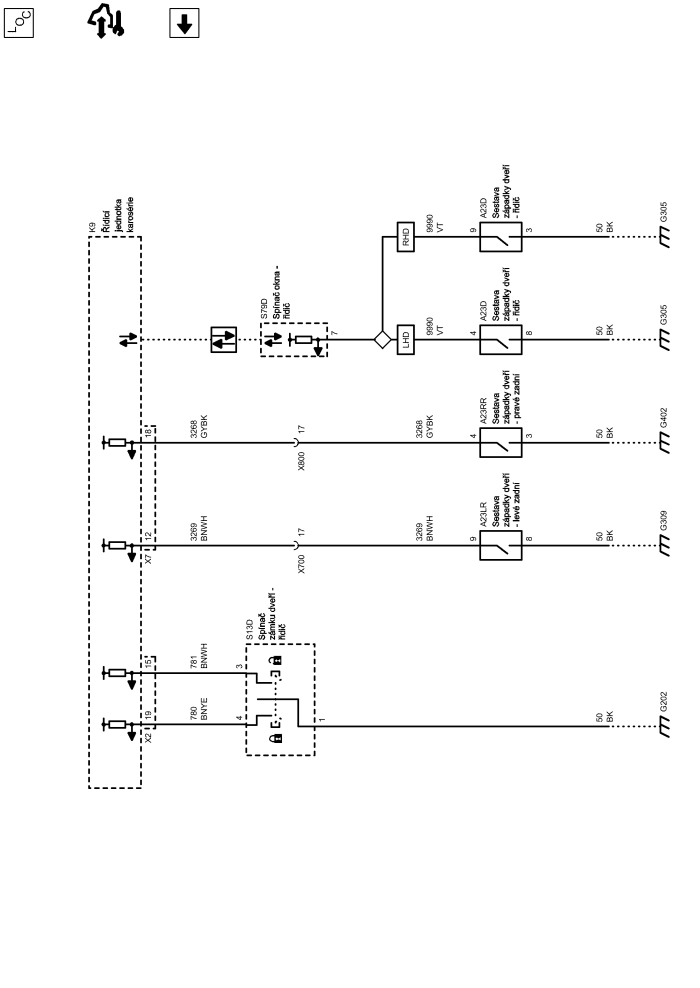 LOC
K9
Řídící
jednotka
karosérie
S79D
Spínač okna -
řidič
7
RHD
9990
VT
9
A23D
Sestava
západky dveří
- řidič
3
50
BK
G305
LHD
9990
VT
4
A23D
Sestava
západky dveří
- řidič
8
50
BK
G305
18
3268
GYBK
17
X800
3268
GYBK
4
A23RR
Sestava
západky dveří
- pravé zadní
3
50
BK
G402
12
X7
3269
BNWH
17
X700
3269
BNWH
9
A23LR
Sestava
západky dveří
- levé zadní
8
50
BK
G309
15
781
BNWH
3
S13D
Spínač
zámku dveří -
řidič
19
X2
780
BNYE
4
1
50
BK
G202